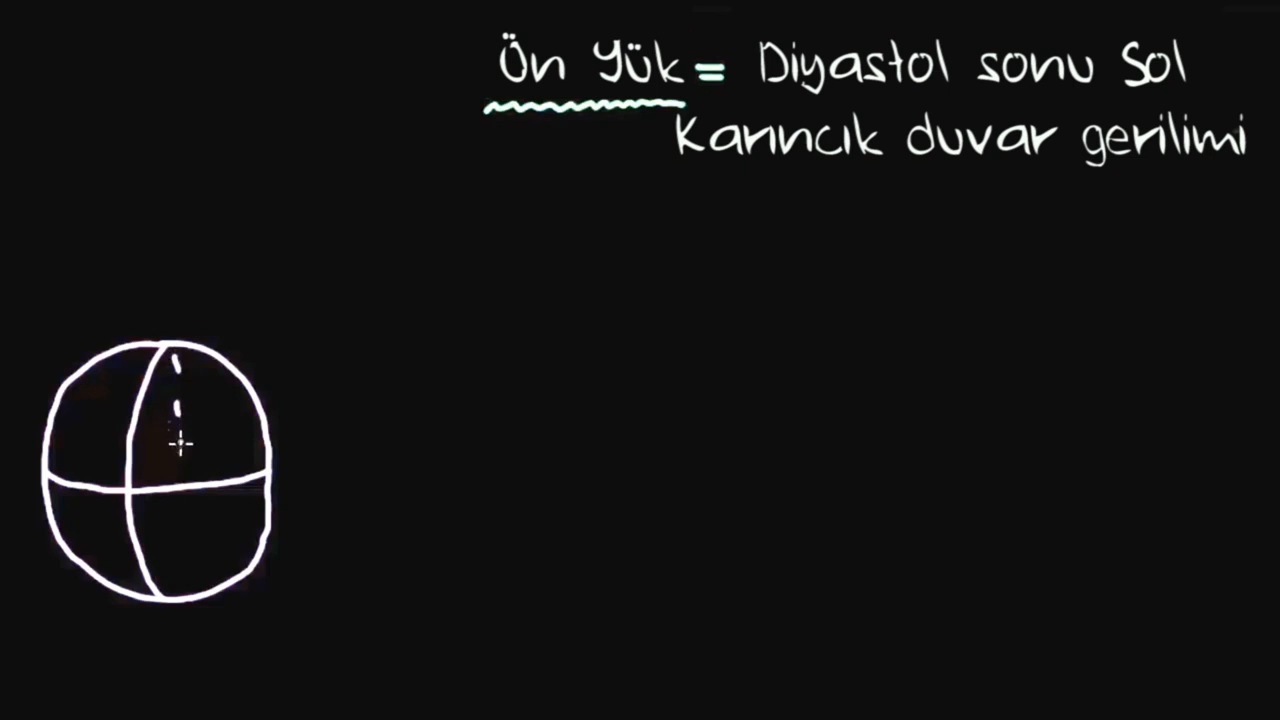 Ön Yük = Diyastol sonu Sol
Karıncık duvar gerilimi